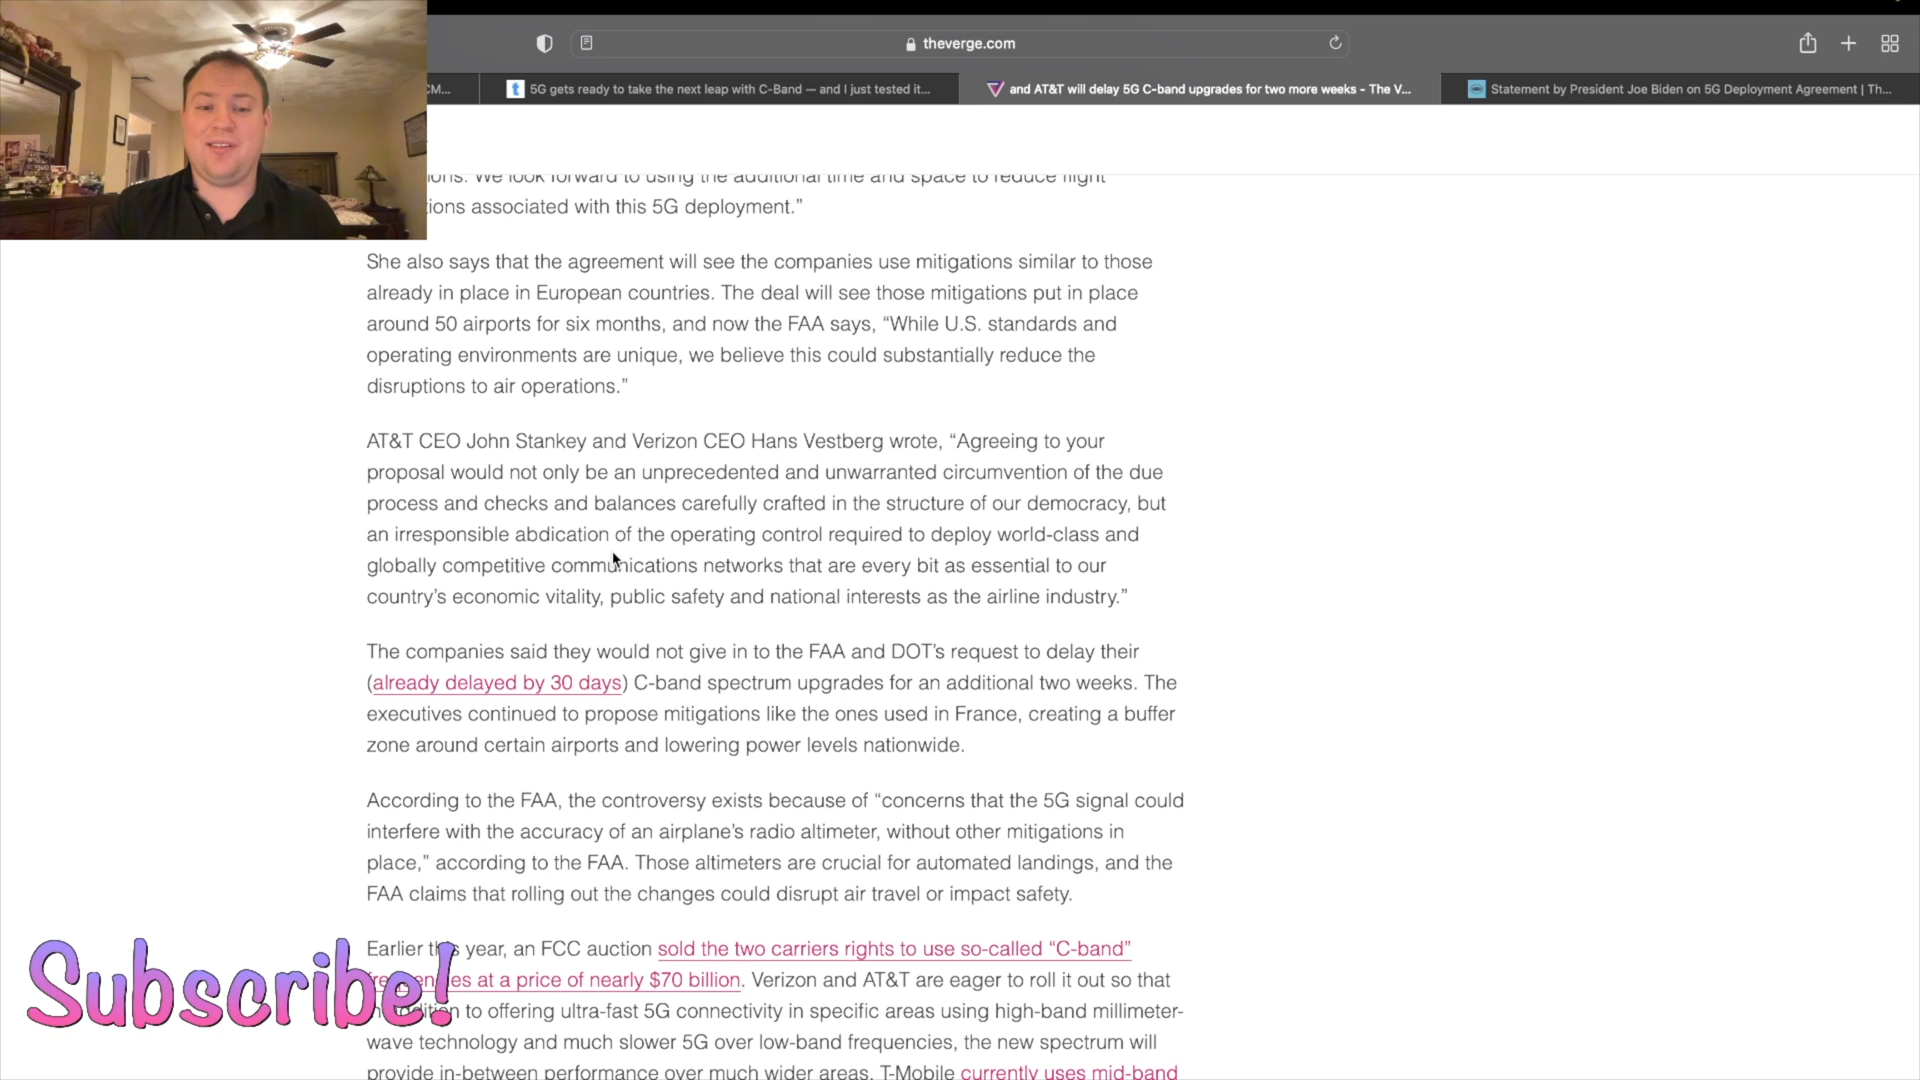 theverge.com
CM...
5G gets ready to take the next leap with C-Band — and I just tested it...
and AT&T will delay 5G C-band upgrades for two more weeks - The V...
Statement by President Joe Biden on 5G Deployment Agreement | Th...
We look forward to using the additional time and space to reduce flight
associated with this 5G deployment.”
She also says that the agreement will see the companies use mitigations similar to those
already in place in European countries. The deal will see those mitigations put in place
around 50 airports for six months, and now the FAA says, “While U.S. standards and
operating environments are unique, we believe this could substantially reduce the
disruptions to air operations.”
AT&T CEO John Stankey and Verizon CEO Hans Vestberg wrote, “Agreeing to your
proposal would not only be an unprecedented and unwarranted circumvention of the due
process and checks and balances carefully crafted in the structure of our democracy, but
an irresponsible abdication of the operating control required to deploy world-class and
globally competitive communications networks that are every bit as essential to our
country’s economic vitality, public safety and national interests as the airline industry.”
The companies said they would not give in to the FAA and DOT’s request to delay their
(already delayed by 30 days) C-band spectrum upgrades for an additional two weeks. The
executives continued to propose mitigations like the ones used in France, creating a buffer
zone around certain airports and lowering power levels nationwide.
According to the FAA, the controversy exists because of “concerns that the 5G signal could
interfere with the accuracy of an airplane’s radio altimeter, without other mitigations in
place,” according to the FAA. Those altimeters are crucial for automated landings, and the
FAA claims that rolling out the changes could disrupt air travel or impact safety.
Earlier this year, an FCC auction sold the two carriers rights to use so-called “C-band”
at a price of nearly $70 billion. Verizon and AT&T are eager to roll it out so that
to offering ultra-fast 5G connectivity in specific areas using high-band millimeter-
wave technology and much slower 5G over low-band frequencies, the new spectrum will
provide in-between performance over much wider areas. T-Mobile currently uses mid-band
Subscribe!